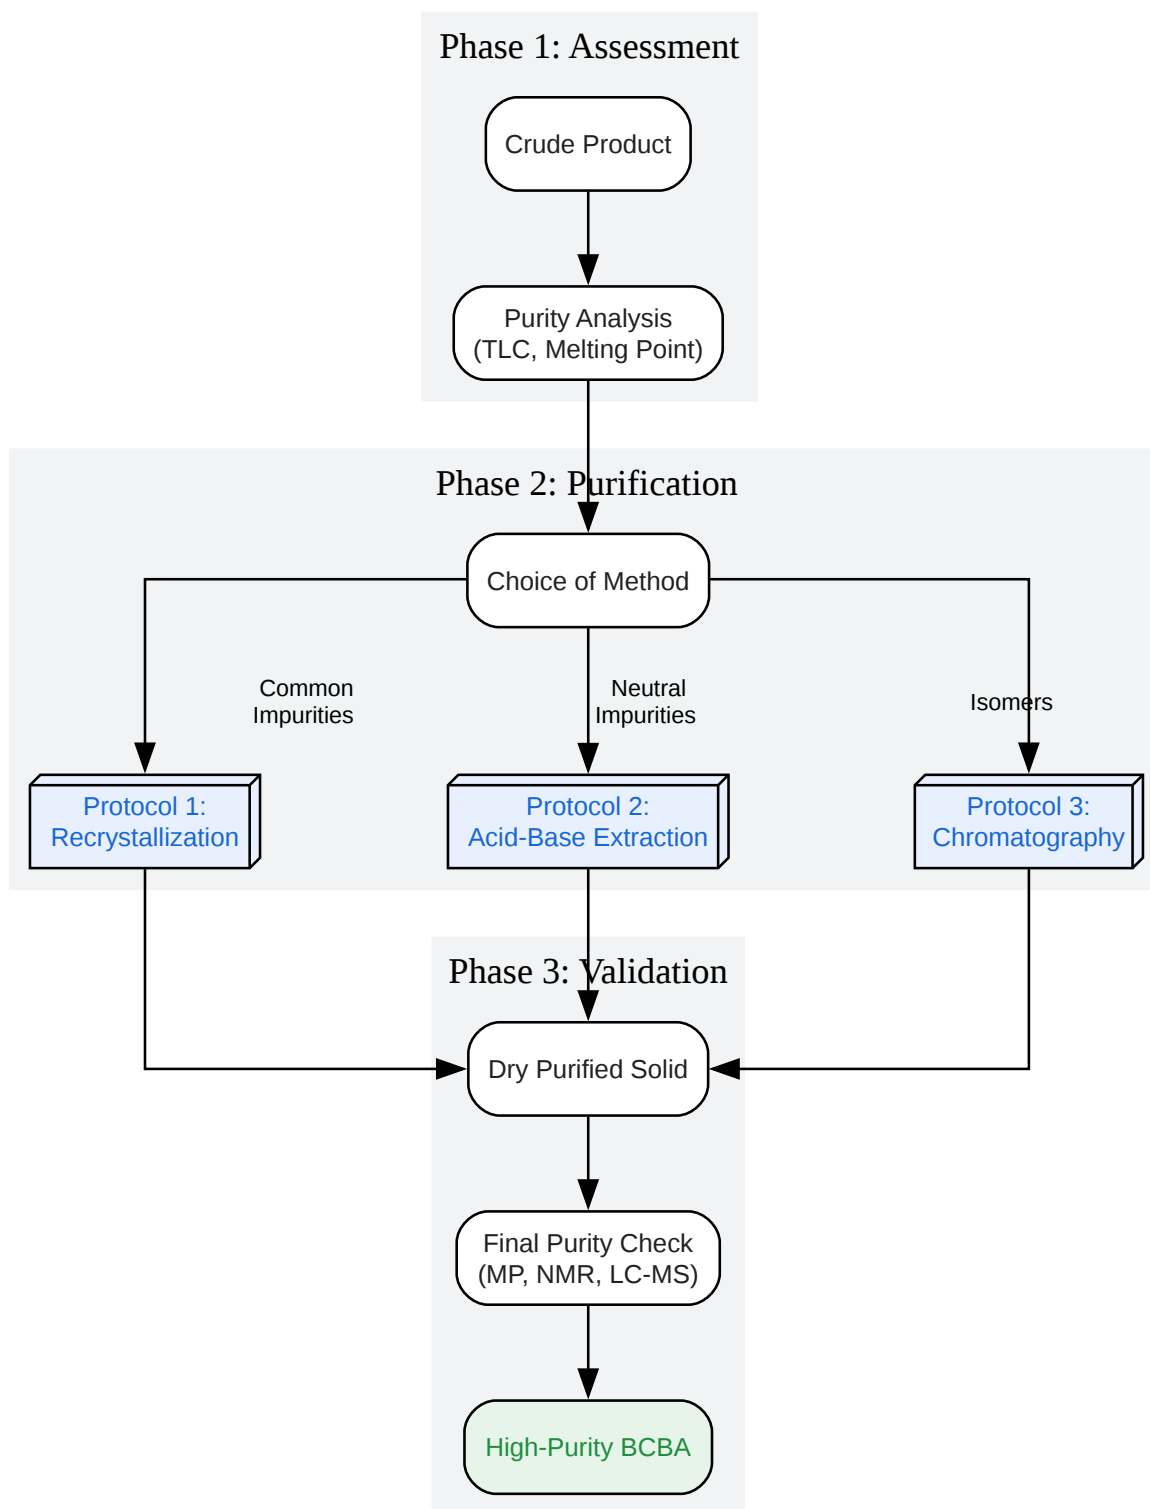 Phase 1: Assessment
Crude Product
Purity Analysis
(TLC, Melting Point)
Phase 2: Purification
Choice of Method
Common
Impurities
Neutral
Impurities
Isomers
Protocol 1:
Recrystallization
Protocol 2:
Acid-Base Extraction
Protocol 3:
Chromatography
Phase 3: Validation
Dry Purified Solid
Final Purity Check
(MP, NMR, LC-MS)
High-Purity BCBA